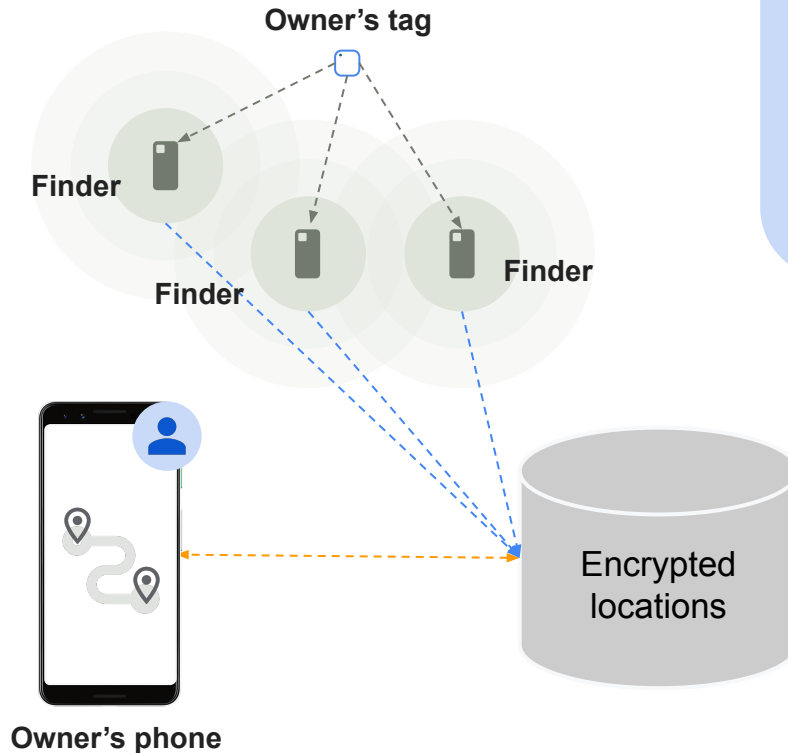 Owner's tag
Finder
Finder
Finder
Encrypted
locations
Owner's phone